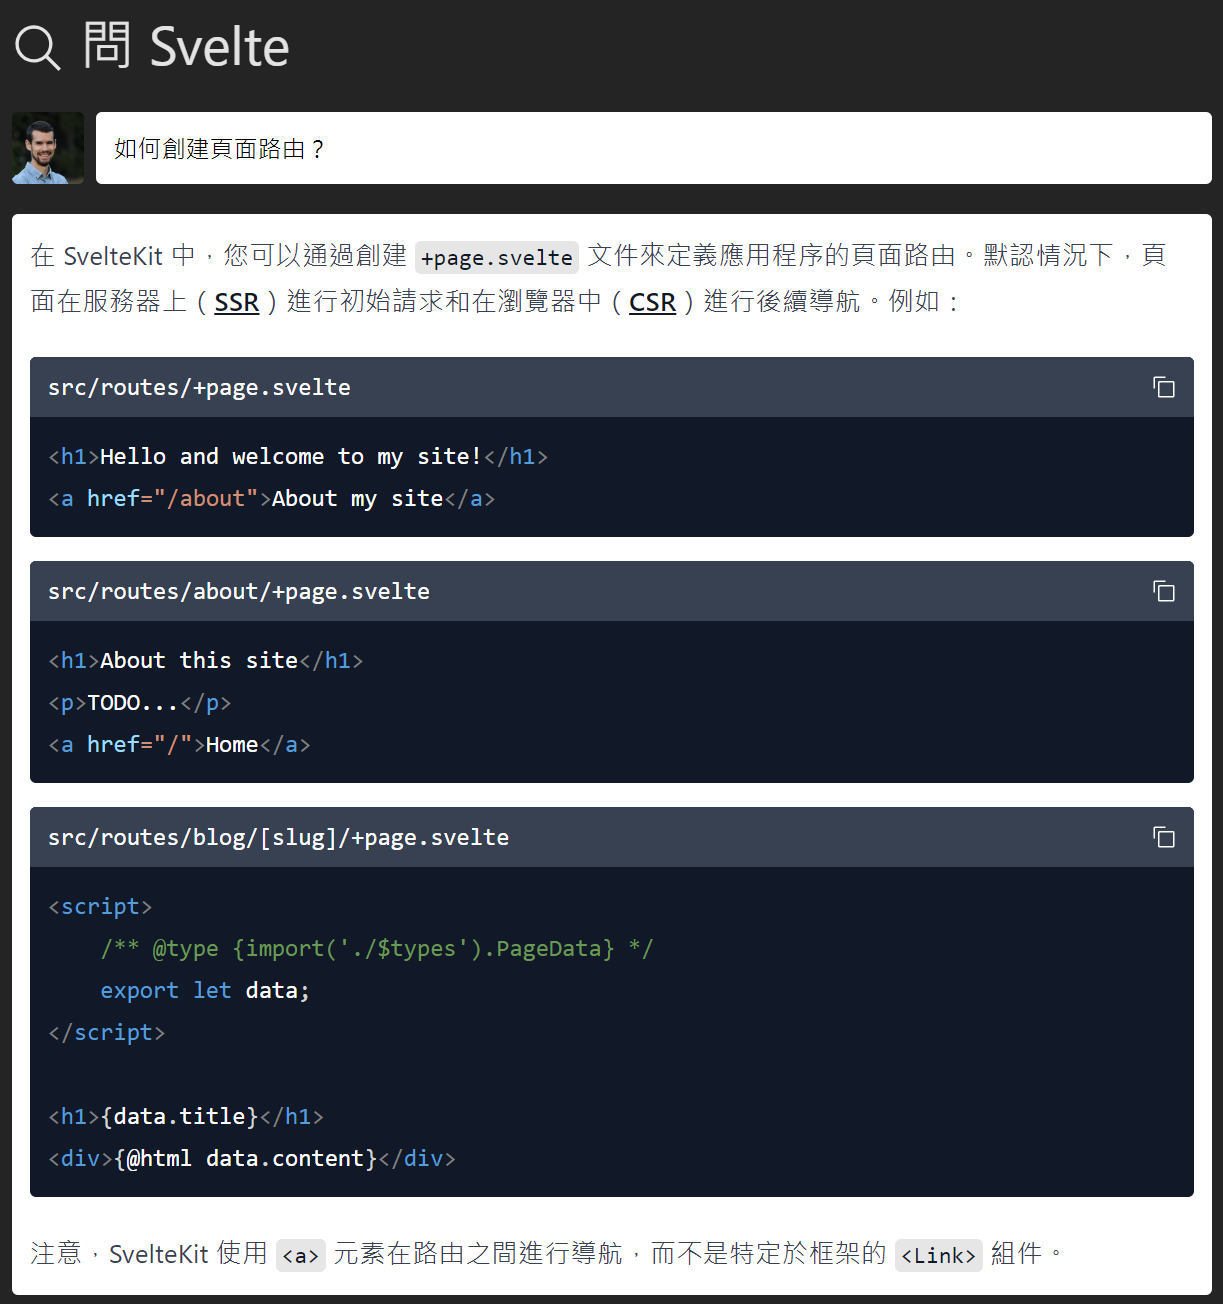 問 Svelte
如何創建頁面路由？
在 SvelteKit 中，您可以通過創建 +page.svelte 文件來定義應用程序的頁面路由。默認情況下，頁
面在服務器上（SSR）進行初始請求和在瀏覽器中（CSR）進行後續導航。例如：
src/routes/+page.svelte
<h1>Hello and welcome to my site!</h1>
<a href="/about">About my site</a>
src/routes/about/+page.svelte
<h1>About this site</h1>
<p>TODO...</p>
<a href="/">Home</a>
src/routes/blog/[slug]/+page.svelte
<script>
    /** @type {import('./$types').PageData} */
    export let data;
</script>
<h1>{data.title}</h1>
<div>{@html data.content}</div>
注意，SvelteKit 使用 <a> 元素在路由之間進行導航，而不是特定於框架的 <Link> 組件。